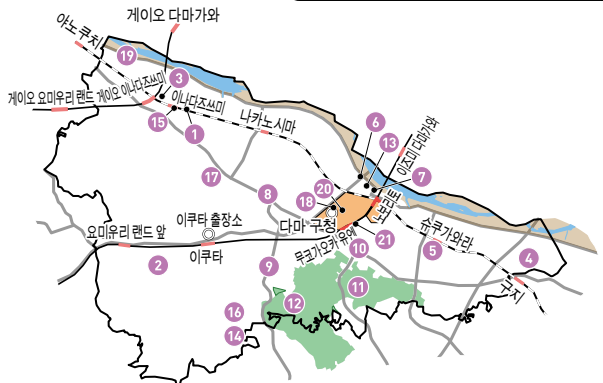 게이오 다마가와
야노쿠치
19
3
게이오 요미우리 랜드
게이오 이나다즈쓰미
이나다즈쓰미
15
1
나카노시마
6
13
이즈미 다마가와
7
17
8
20
18
다마 구청
이쿠타 출장소
요미우리 랜드 앞
이쿠타
2
무코가오카 유엔
21
10
슈쿠가와라
5
4
9
구지
11
12
16
14